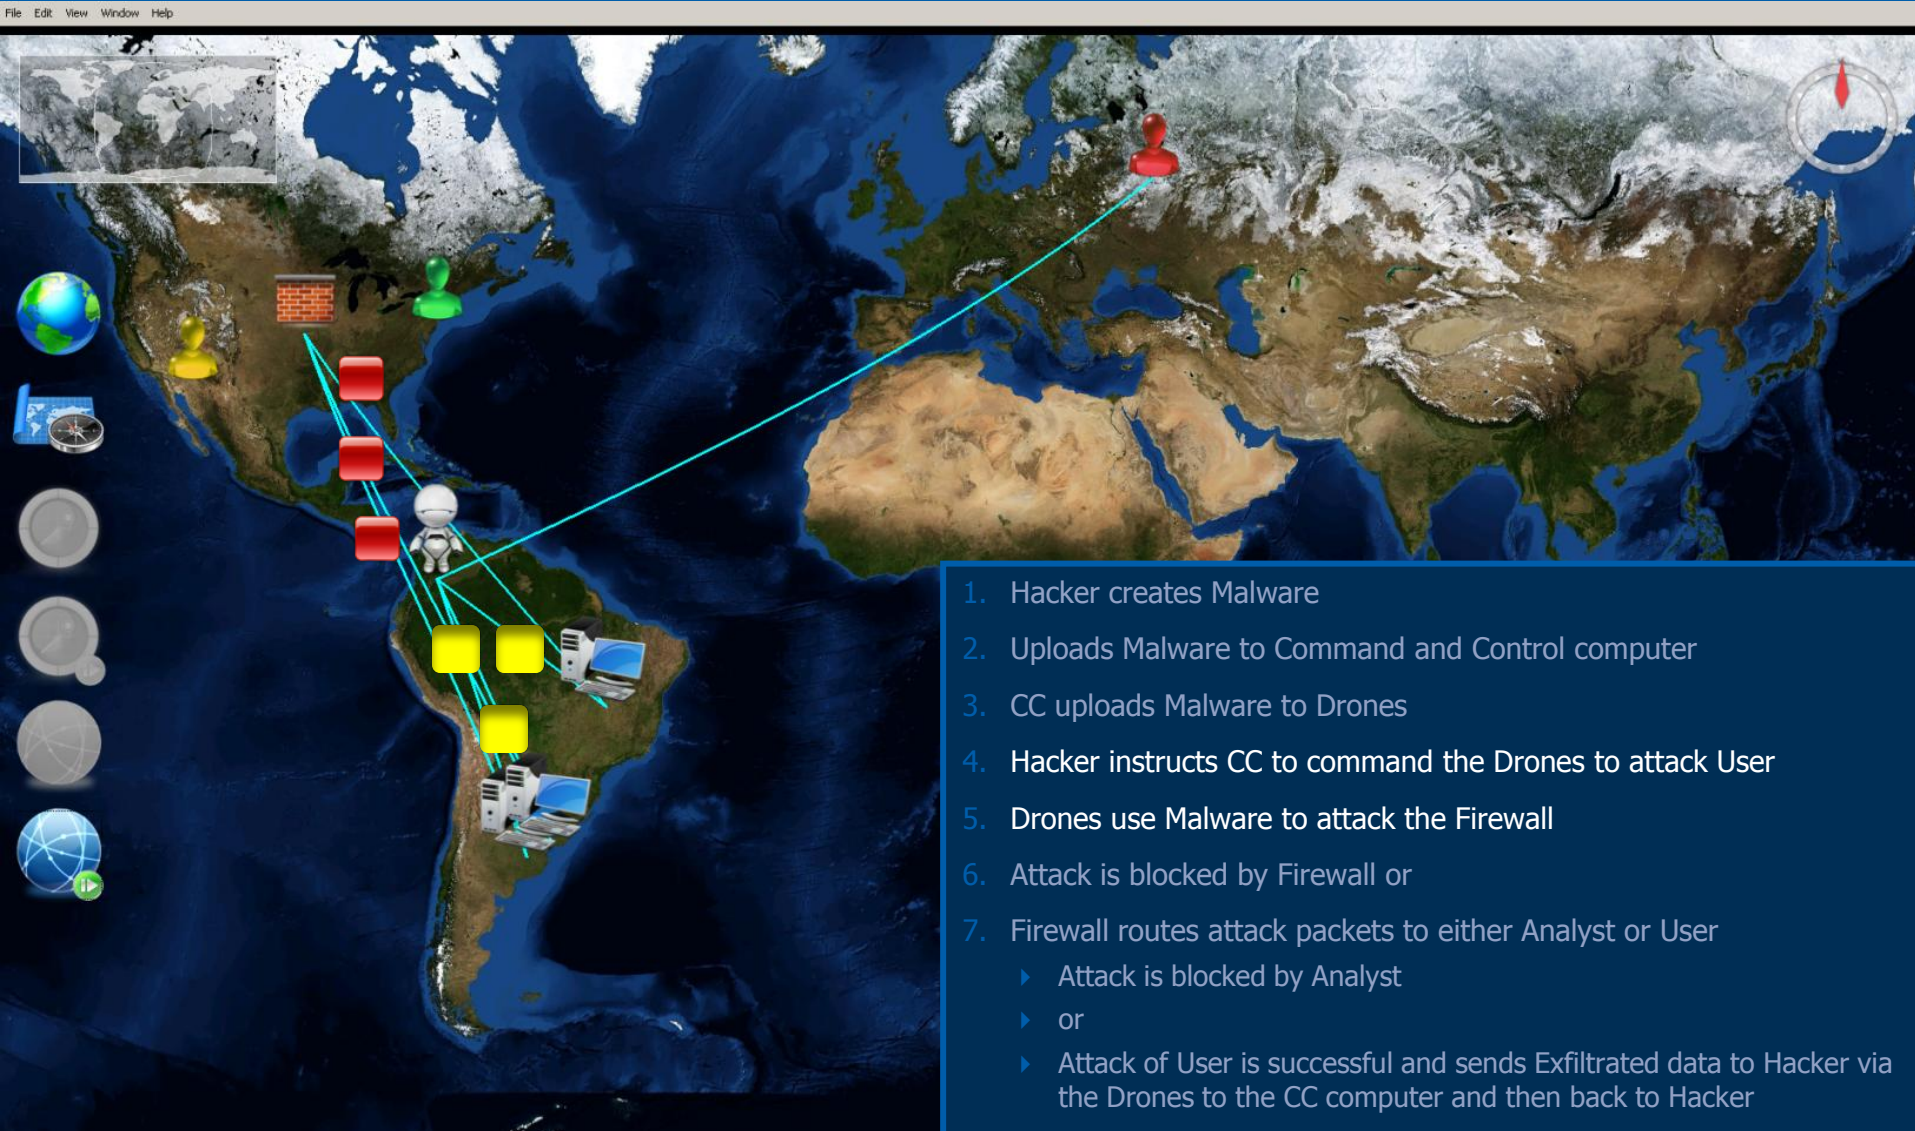 File Edit View Window Help
1. Hacker creates Malware
2. Uploads Malware to Command and Control computer
3. CC uploads Malware to Drones
4. Hacker instructs CC to command the Drones to attack User
5. Drones use Malware to attack the Firewall
6. Attack is blocked by Firewall or
7. Firewall routes attack packets to either Analyst or User
Attack is blocked by Analyst
or
Attack of User is successful and sends Exfiltrated data to Hacker via
the Drones to the CC computer and then back to Hacker